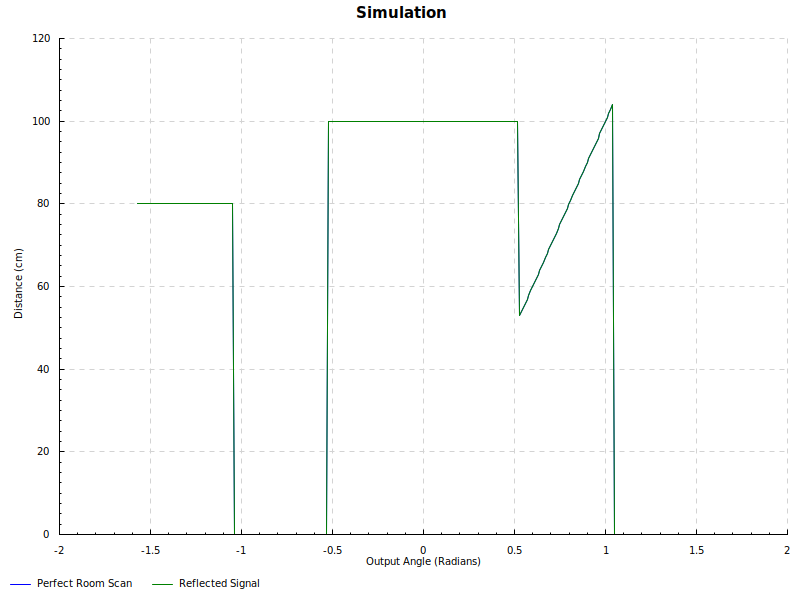 Simulation
120
100
80
60
40
20
0
Distance (cm)
-2 -1.5 -1 -0.5 0 0.5 1 1.5 2
Output Angle (Radians)
Perfect Room Scan Reflected Signal